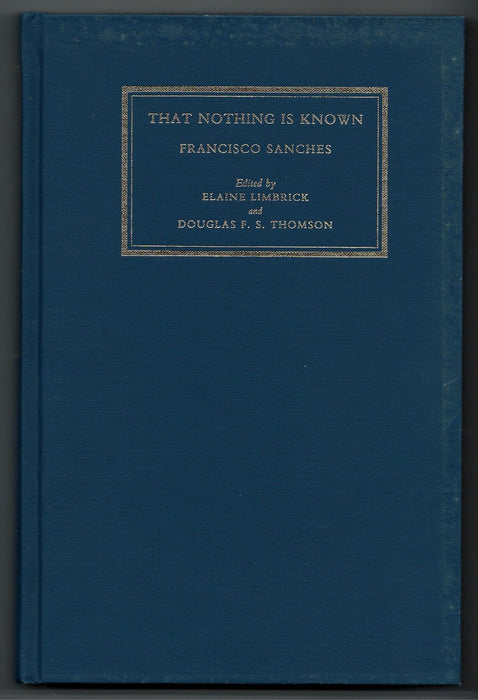 THAT NOTHING IS KNOWN
FRANCISCO SANCHES
Edited by
ELAINE LIMBRICK
and
DOUGLAS F. S. THOMSON